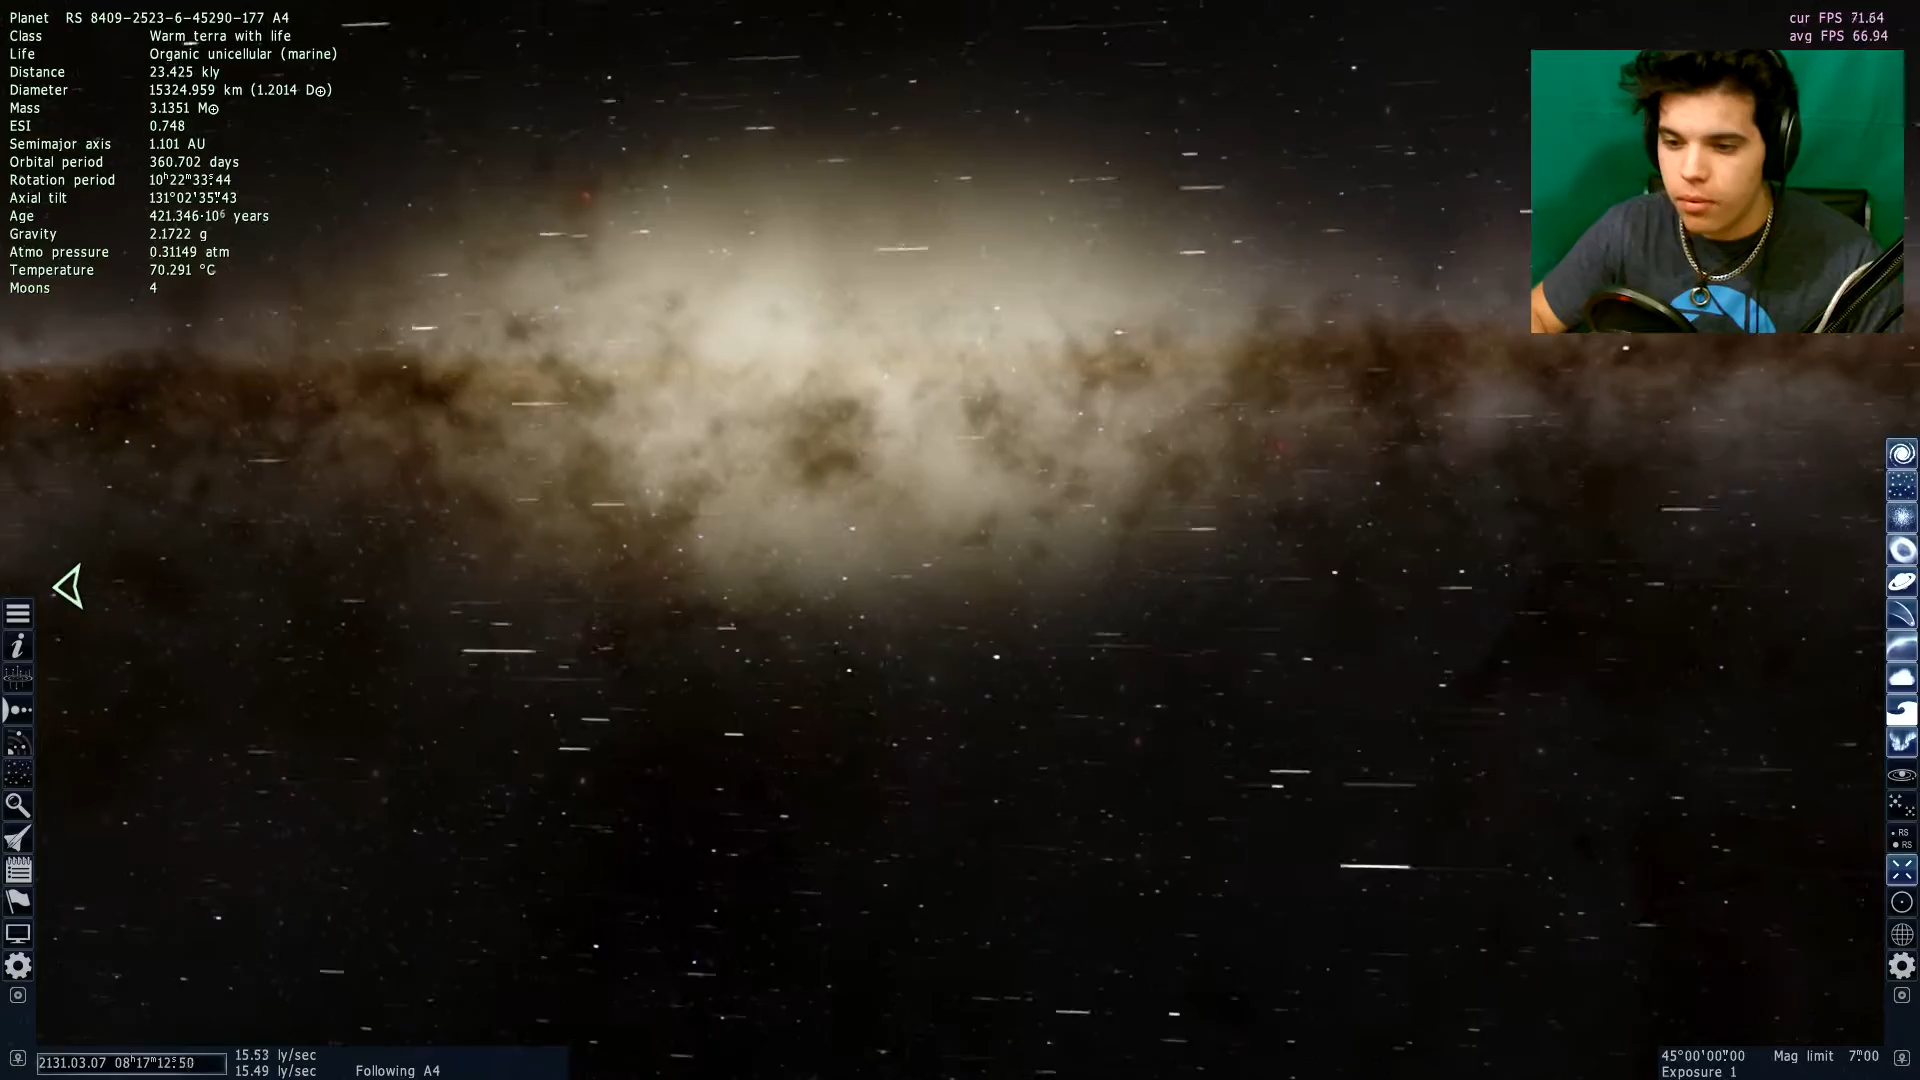 Planet RS 8409-2523-6-45290-177 A4
Class Warm terra with life
Life Organic unicellular (marine)
Distance 23.425 kly
Diameter 15324.959 km (1.2014 D⊕)
Mass 3.1351 M⊕
ESI 0.748
Semimajor axis 1.101 AU
Orbital period 360.702 days
Rotation period 10ʰ22ᵐ33ˢ.44
Axial tilt 131°02'35".43
Age 421.346·10⁶ years
Gravity 2.1722 g
Atmo pressure 0.31149 atm
Temperature 70.291 °C
Moons 4
cur FPS 71.64
avg FPS 66.94
RS
RS
2131.03.07 08ʰ17ᵐ12ˢ.50
15.53 ly/sec
15.49 ly/sec
Following A4
45°00'00".00 Mag limit 7ᵐ.00
Exposure 1